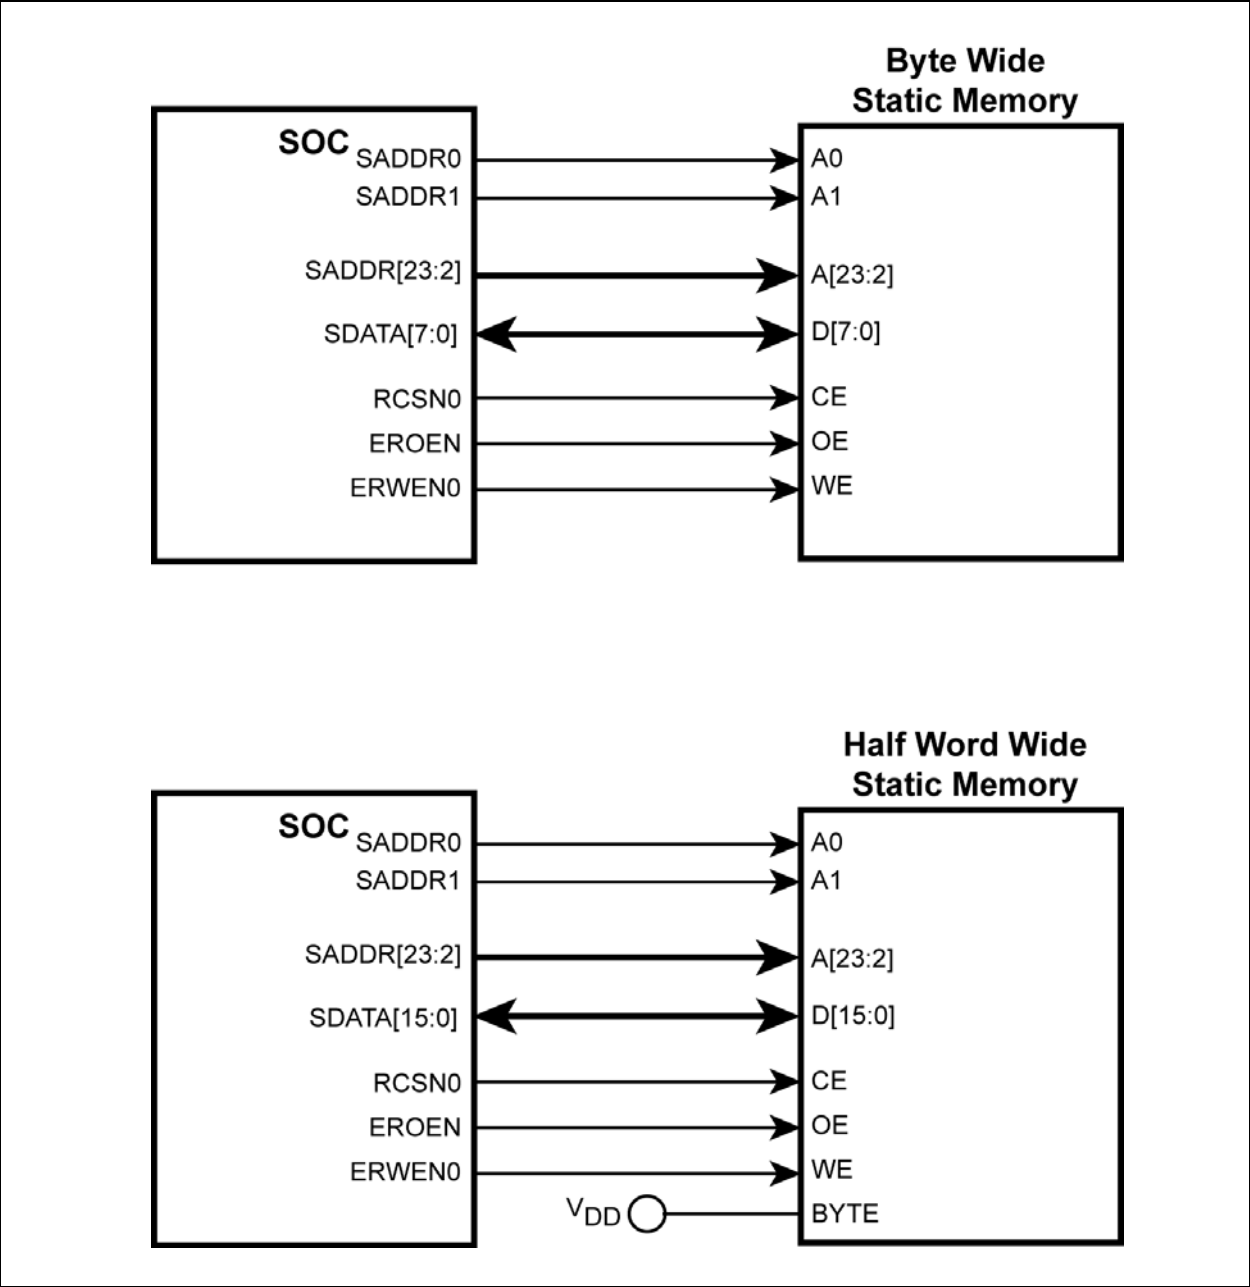 Byte Wide
Static Memory
SOC
SADDR0
A0
SADDR1
A1
SADDR[23:2]
A[23:2]
SDATA[7:0]
D[7:0]
RCSN0
CE
EROEN
OE
ERWEN0
WE
Half Word Wide
Static Memory
SOC
SADDR0
A0
SADDR1
A1
SADDR[23:2]
A[23:2]
SDATA[15:0]
D[15:0]
RCSN0
CE
EROEN
OE
ERWEN0
WE
VDD
BYTE